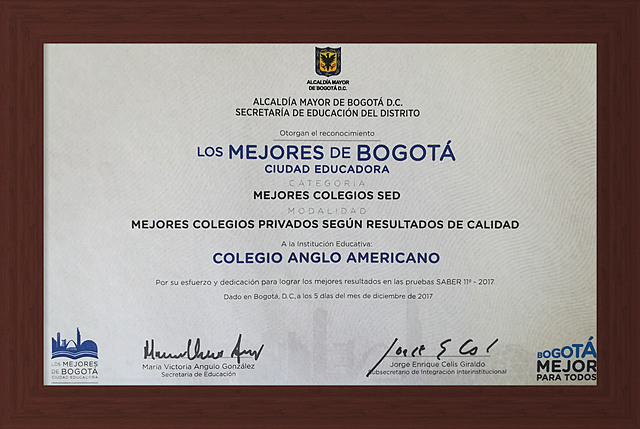 ALCALDÍA MAYOR
DE BOGOTÁ D.C.
ALCALDÍA MAYOR DE BOGOTÁ D.C.
SECRETARÍA DE EDUCACIÓN DEL DISTRITO
Otorgan el reconocimiento
LOS MEJORES DE BOGOTÁ
CIUDAD EDUCADORA
CATEGORÍA
MEJORES COLEGIOS SED
MODALIDAD
MEJORES COLEGIOS PRIVADOS SEGÚN RESULTADOS DE CALIDAD
A la Institución Educativa:
COLEGIO ANGLO AMERICANO
Por su esfuerzo y dedicación para lograr los mejores resultados en las pruebas SABER 11º - 2017
Dado en Bogotá, D.C, a los 5 días del mes de diciembre de 2017
LOS MEJORES
DE BOGOTÁ
CIUDAD EDUCADORA
María Victoria Angulo González
Secretaria de Educación
Jorge Enrique Celis Giraldo
Subsecretario de Integración Interinstitucional
BOGOTÁ
MEJOR
PARA TODOS